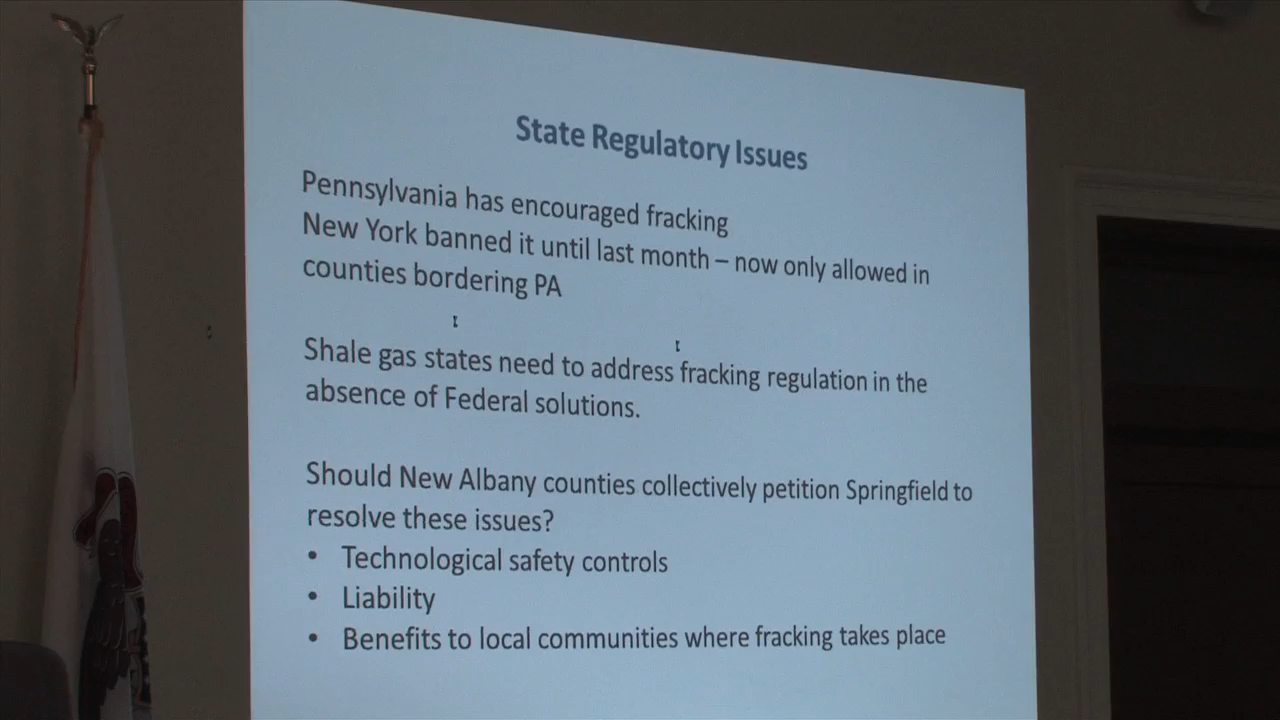 State Regulatory Issues
Pennsylvania has encouraged fracking
New York banned it until last month – now only allowed in
counties bordering PA
Shale gas states need to address fracking regulation in the
absence of Federal solutions.
Should New Albany counties collectively petition Springfield to
resolve these issues?
• Technological safety controls
• Liability
• Benefits to local communities where fracking takes place